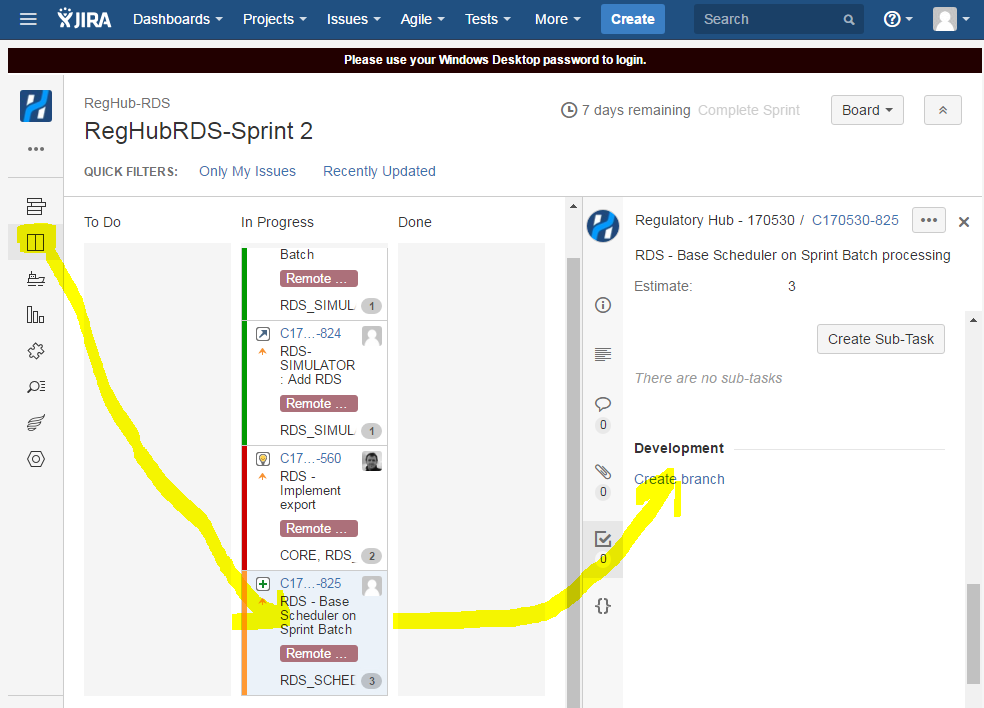 JIRA Dashboards Projects Issues Agile Tests More Create Search
Please use your Windows Desktop password to login.
RegHub-RDS
RegHubRDS-Sprint 2
7 days remaining Complete Sprint Board
QUICK FILTERS: Only My Issues Recently Updated
To Do In Progress Done
Batch
Remote ...
RDS_SIMUL 1
C17...-824
RDS-
SIMULATOR
: Add RDS
Remote ...
RDS_SIMUL 1
C17...-560
RDS -
Implement
export
Remote ...
CORE, RDS_ 2
C17...-825
RDS - Base
Scheduler on
Sprint Batch
Remote ...
RDS_SCHED 3
Regulatory Hub - 170530 / C170530-825
RDS - Base Scheduler on Sprint Batch processing
Estimate: 3
Create Sub-Task
There are no sub-tasks
0
Development
Create branch
0
0